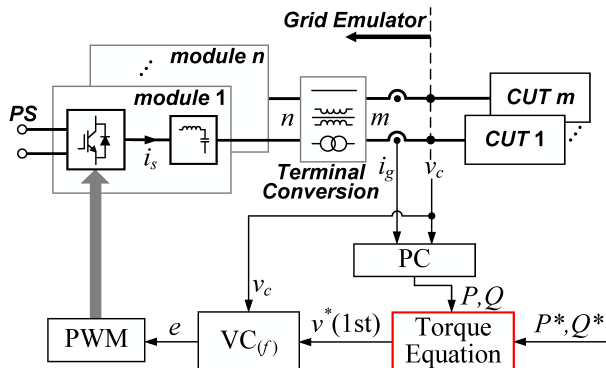 Grid Emulator
module n
module 1
PS
i_s
n
m
Terminal
Conversion
CUT m
CUT 1
i_g
v_c
PC
v_c
P,Q
PWM
e
VC(f)
v*(1st)
Torque
Equation
P*,Q*